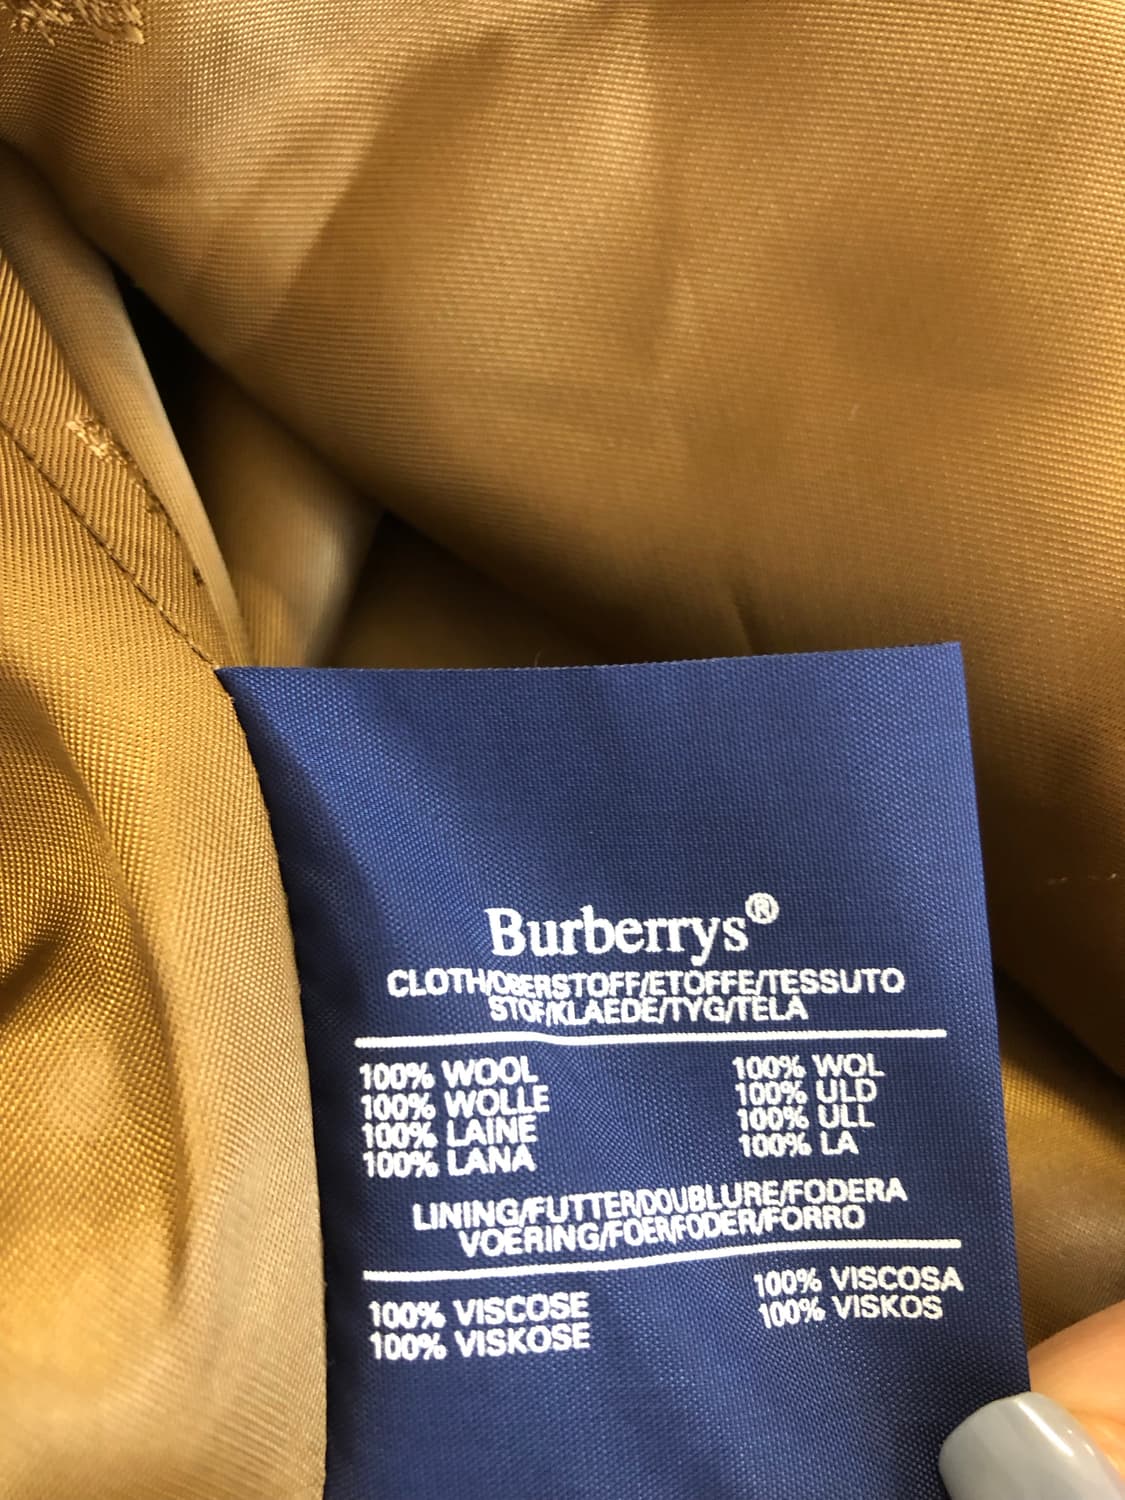 Burberrys®
CLOTH/OBERSTOFF/ETOFFE/TESSUTO
STOF/KLAEDE/TYG/TELA
100% WOOL
100% WOLLE
100% LAINE
100% LANA
100% WOL
100% ULD
100% ULL
100% LA
LINING/FUTTER/DOUBLURE/FODERA
VOERING/FOER/FODER/FORRO
100% VISCOSE
100% VISKOSE
100% VISCOSA
100% VISKOS